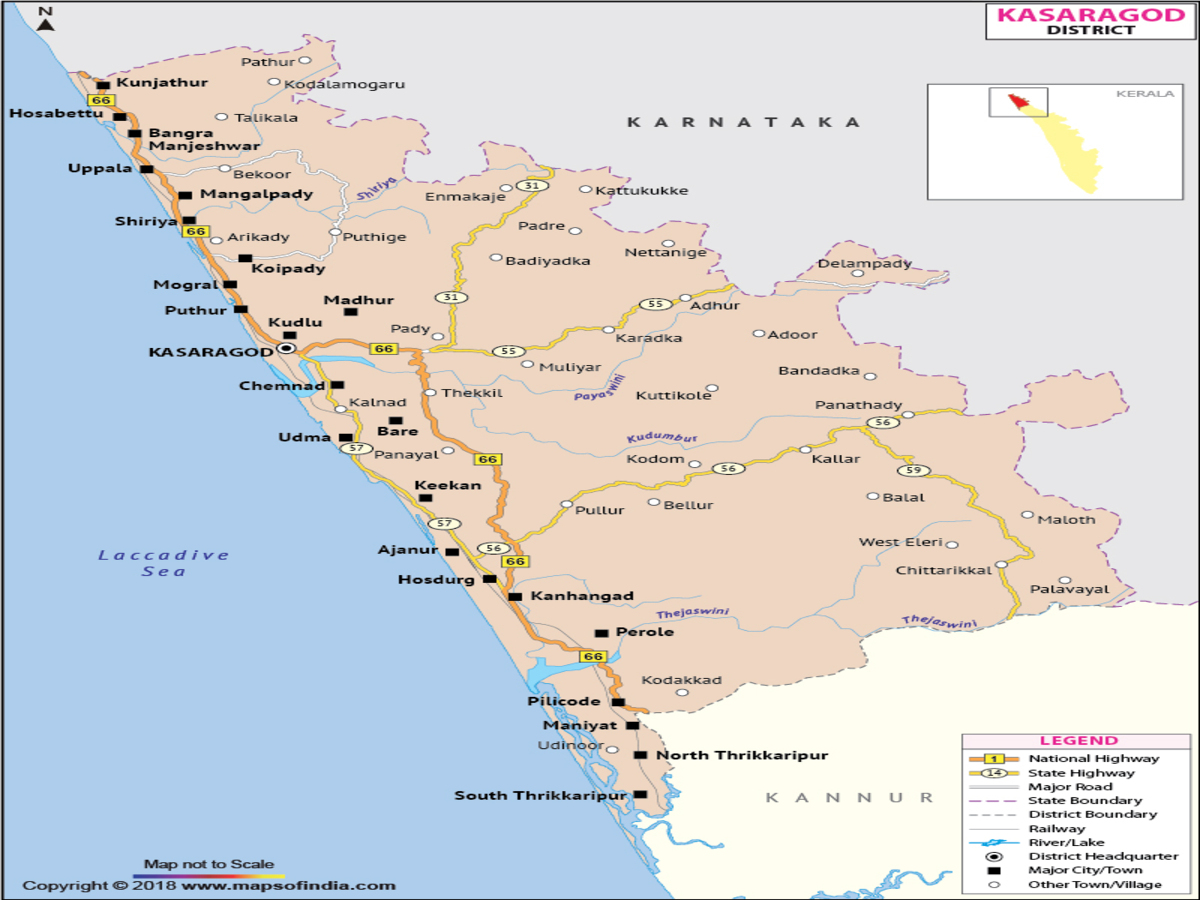 N
KASARAGOD
DISTRICT
KERALA
KARNATAKA
Pathur
Kunjathur
Kodalamogaru
66
Hosabettu
Talikala
Bangra
Manjeshwar
Uppala
Bekoor
Mangalpady
Shiriya
Enmakaje
31
Kattukukke
Shiriya
66
Arikady
Puthige
Padre
Nettanige
Koipady
Badiyadka
Delampady
Mogral
31
Madhur
55
Adhur
Puthur
Kudlu
Pady
Karadka
Adoor
KASARAGOD
66
55
Muliyar
Bandadka
Chemnad
Thekkil
Payaswini
Kuttikole
Kalnad
Panathady
Bare
56
Udma
Kudumbur
57
Panayal
66
Kodom
56
Kallar
59
Keekan
Balal
Pullur
Bellur
57
Maloth
Ajanur
56
66
West Eleri
Laccadive
Sea
Chittarikkal
Hosdurg
Palavayal
Kanhangad
Thejaswini
Thejaswini
Perole
66
Kodakkad
Pilicode
Maniyat
Udinoor
North Thrikkaripur
South Thrikkaripur
KANNUR
LEGEND
1 National Highway
14 State Highway
Major Road
State Boundary
District Boundary
Railway
River/Lake
District Headquarter
Major City/Town
Other Town/Village
Map not to Scale
Copyright © 2018 www.mapsofindia.com